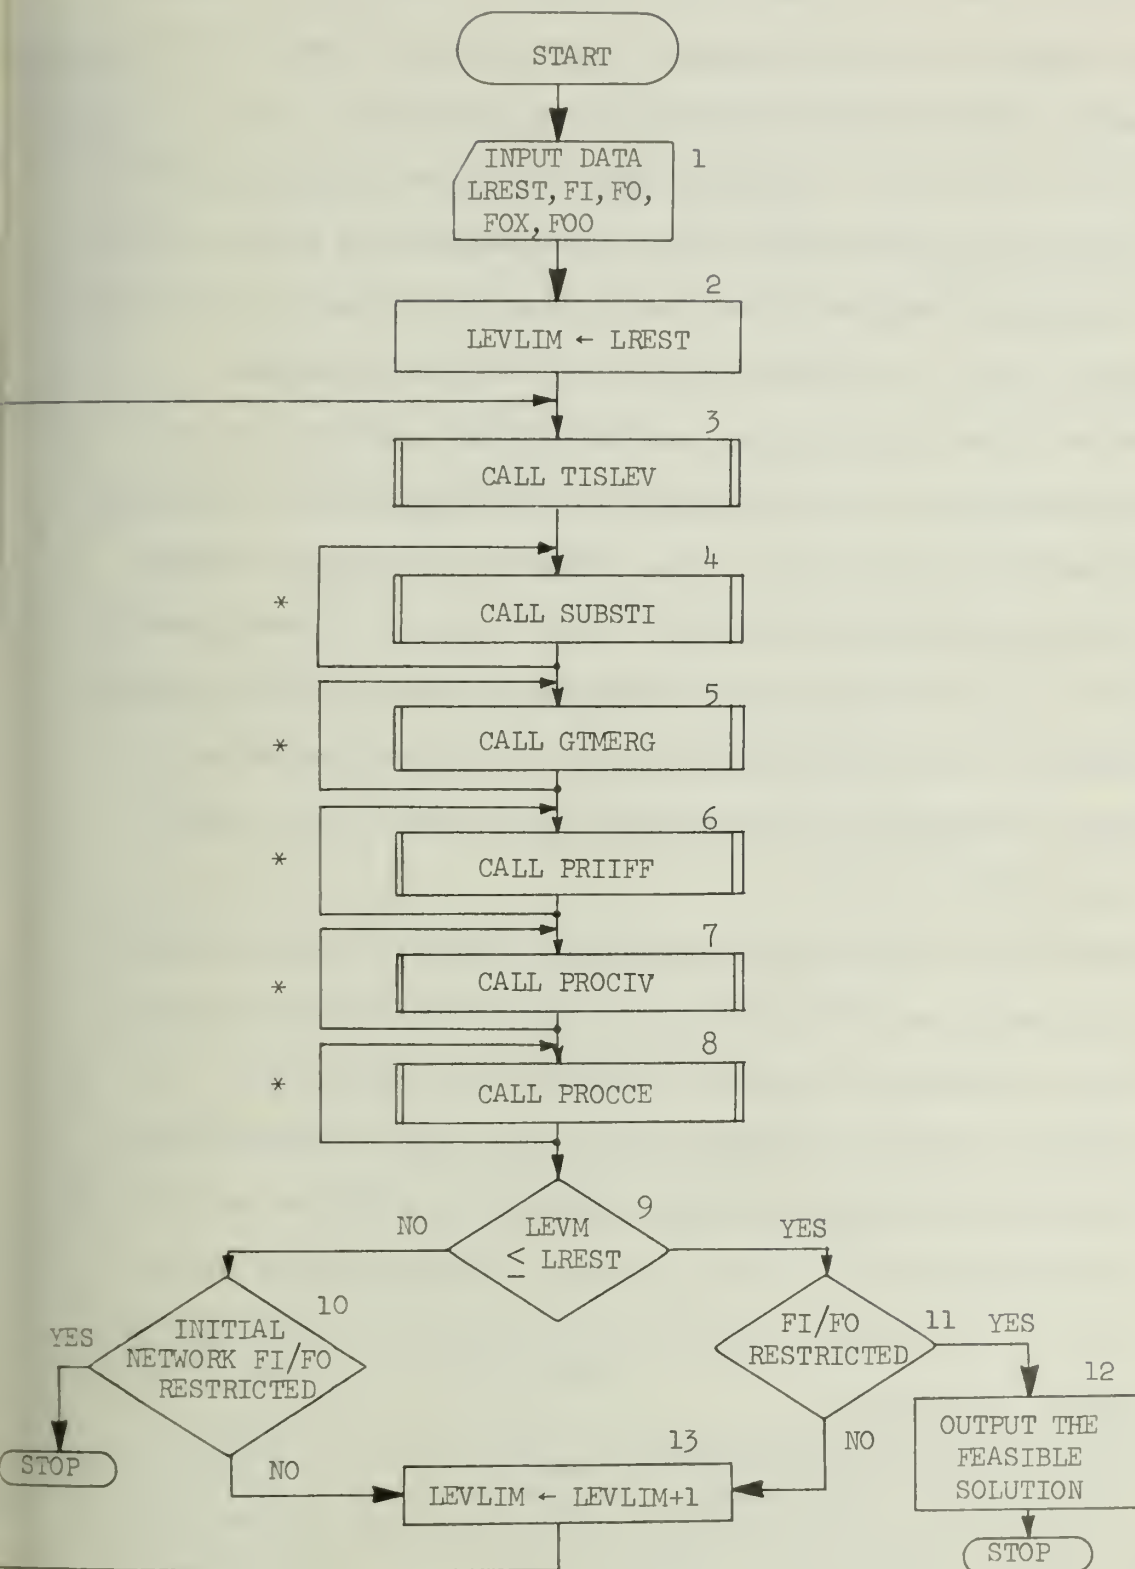 START
1
INPUT DATA
LREST, FI, FO,
FOX, FOO
2
LEVLIM ← LREST
3
CALL TISLEV
4
CALL SUBSTI
*
5
CALL GTMERG
*
6
CALL PRIIFF
*
7
CALL PROCIV
*
8
CALL PROCCE
*
9
LEVM
≤ LREST
NO
YES
10
INITIAL
NETWORK FI/FO
RESTRICTED
YES
STOP
NO
11
FI/FO
RESTRICTED
YES
NO
12
OUTPUT THE
FEASIBLE
SOLUTION
STOP
13
LEVLIM ← LEVLIM+1